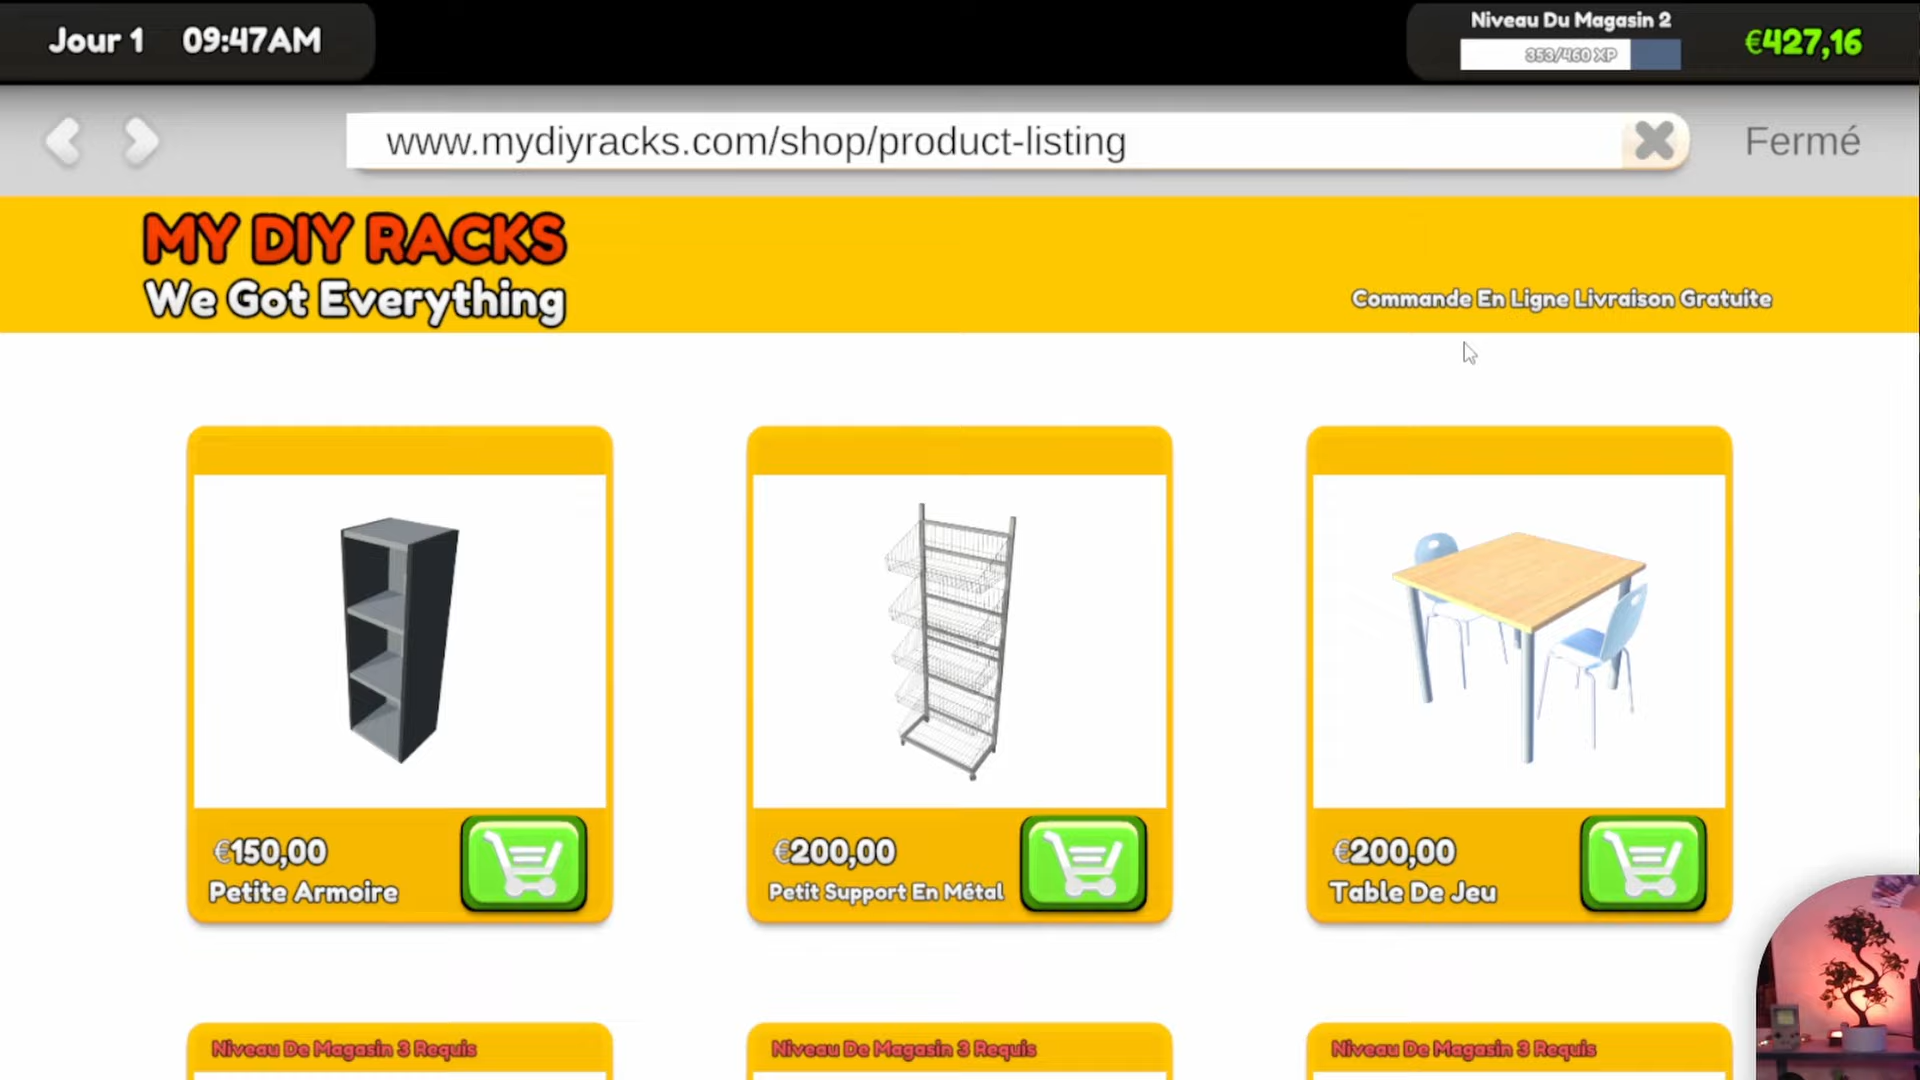 Jour 1 09:47AM
Niveau Du Magasin 2
353/460 XP
€427,16
www.mydiyracks.com/shop/product-listing
Fermé
MY DIY RACKS
We Got Everything
Commande En Ligne Livraison Gratuite
€150,00
Petite Armoire
€200,00
Petit Support En Métal
€200,00
Table De Jeu
Niveau De Magasin 3 Requis
Niveau De Magasin 3 Requis
Niveau De Magasin 3 Requis